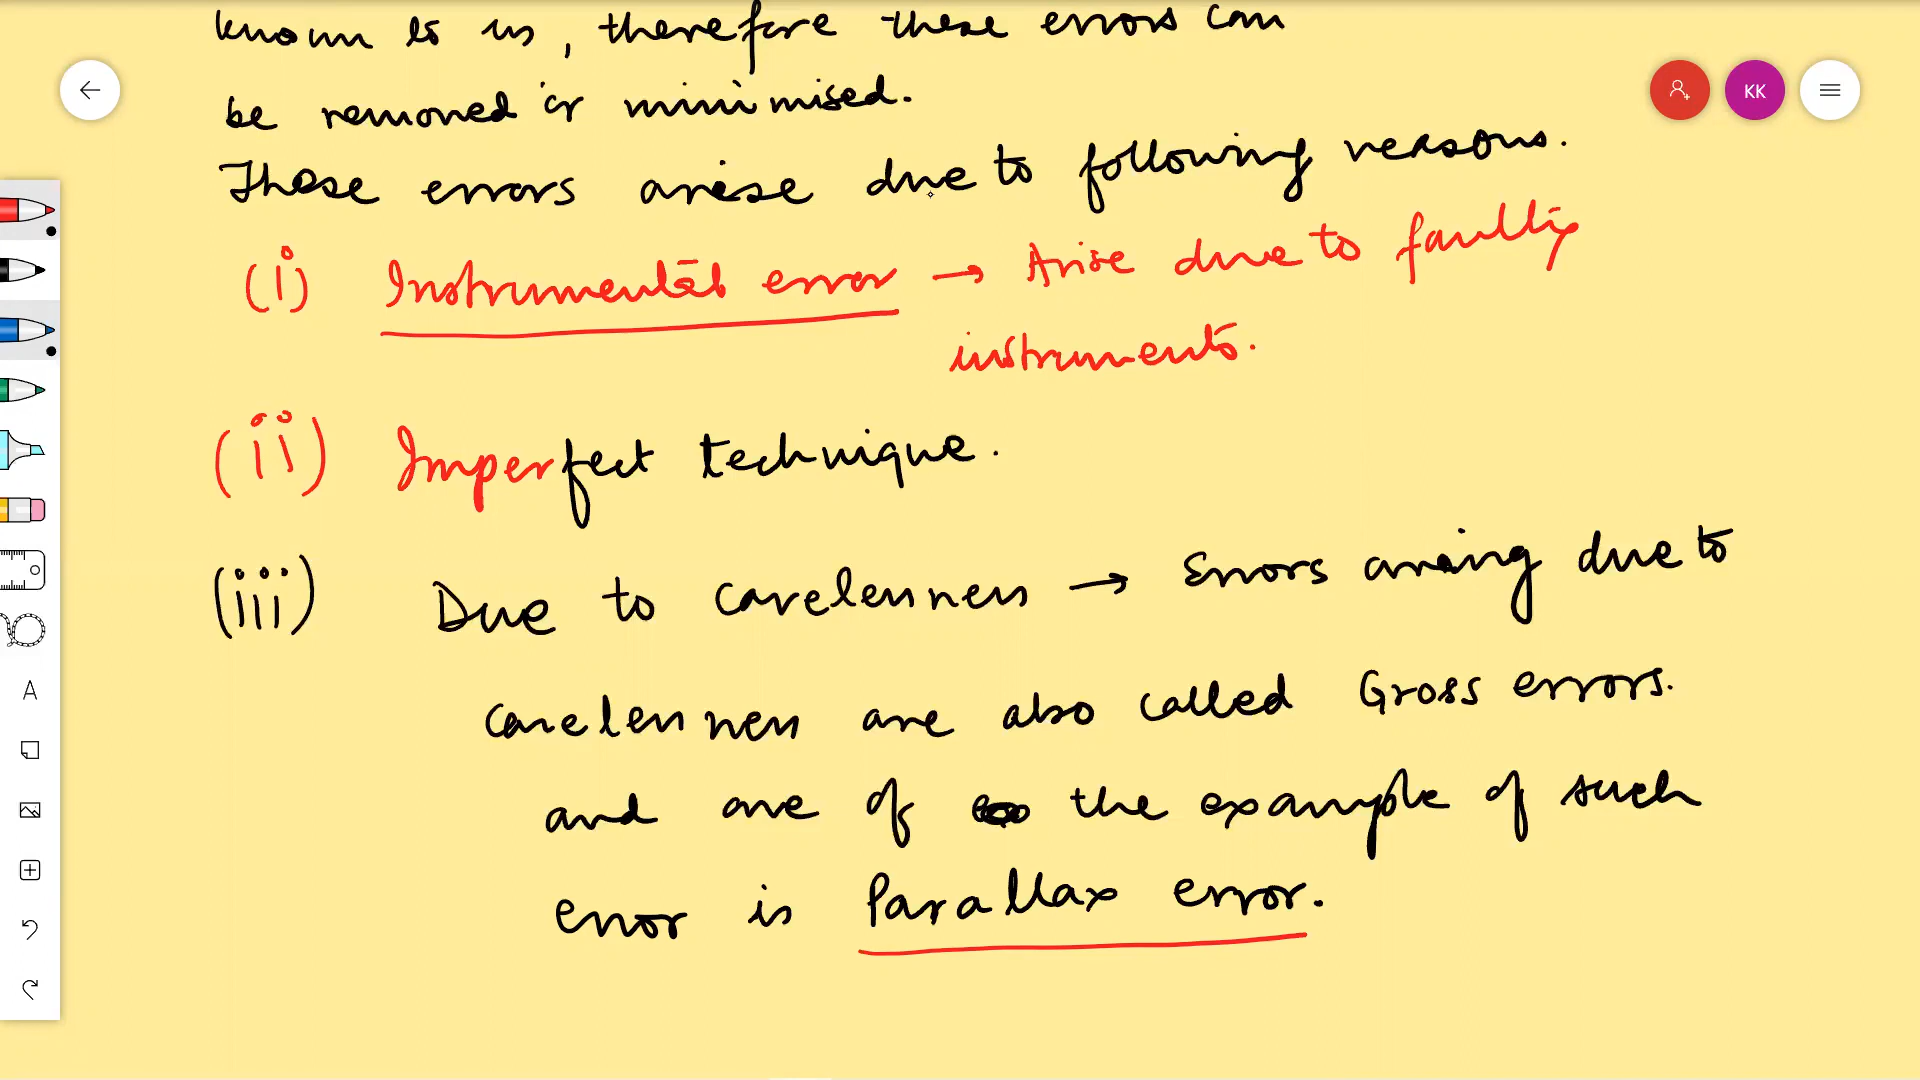 known to us, therefore these errors can
be removed or minimised.
KK
These errors arise due to following reasons.
(i) Instrumental error → Arise due to faulty
instruments.
(ii) Imperfect technique.
(iii) Due to carelessness → Errors arising due to
carelessness are also called Gross errors.
and one of the example of such
error is Parallax error.
A